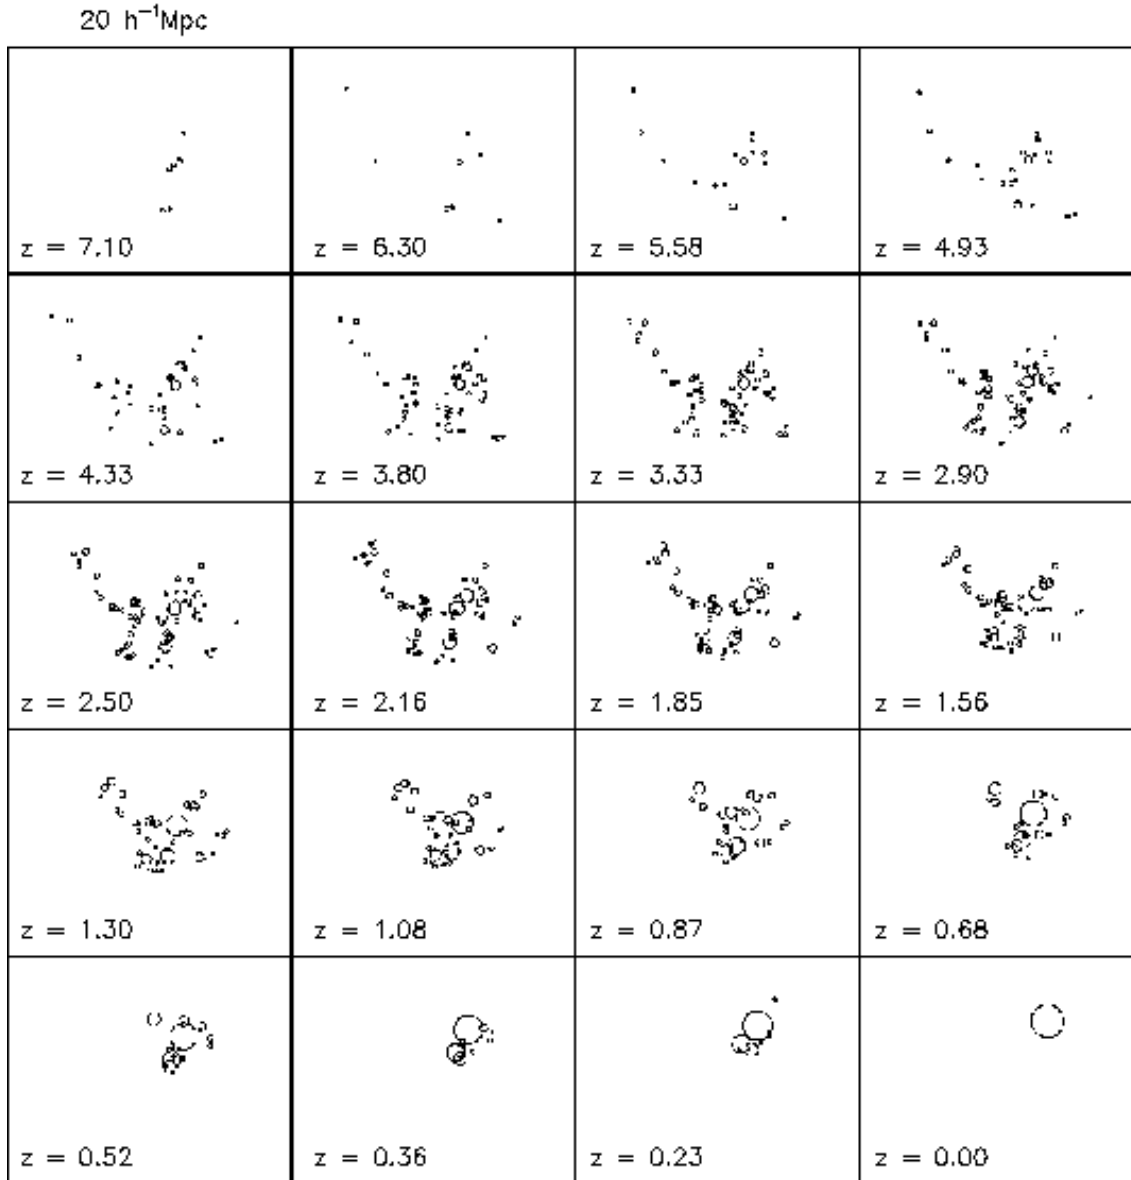 20 h⁻¹Mpc
z = 7.10
z = 6.30
z = 5.58
z = 4.93
z = 4.33
z = 3.80
z = 3.33
z = 2.90
z = 2.50
z = 2.16
z = 1.85
z = 1.56
z = 1.30
z = 1.08
z = 0.87
z = 0.68
z = 0.52
z = 0.36
z = 0.23
z = 0.00